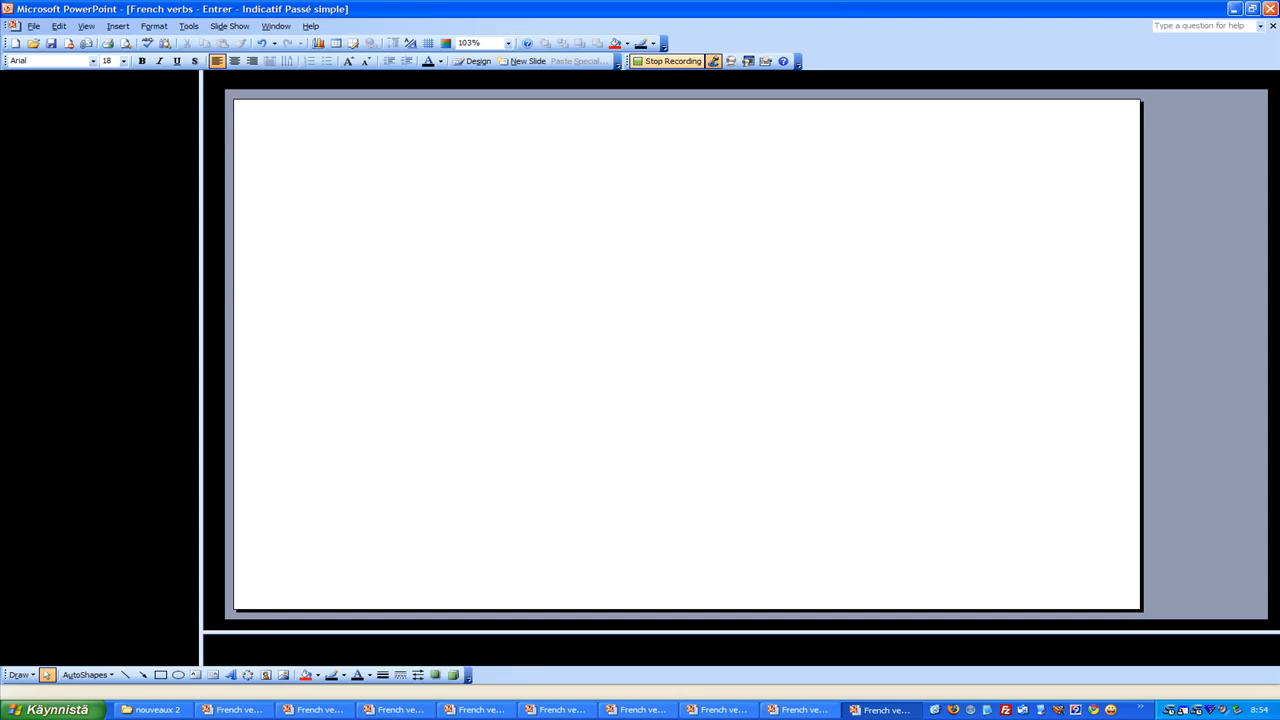 Microsoft PowerPoint - [French verbs - Entrer - Indicatif Passé simple]
File Edit View Insert Format Tools Slide Show Window Help
Type a question for help
103%
Arial 18 B I U S A Design New Slide Paste Special... Stop Recording
Draw AutoShapes A
Käynnistä nouveaux 2 French ve... French ve... French ve... French ve... French ve... French ve... French ve... French ve... French ve... 8:54